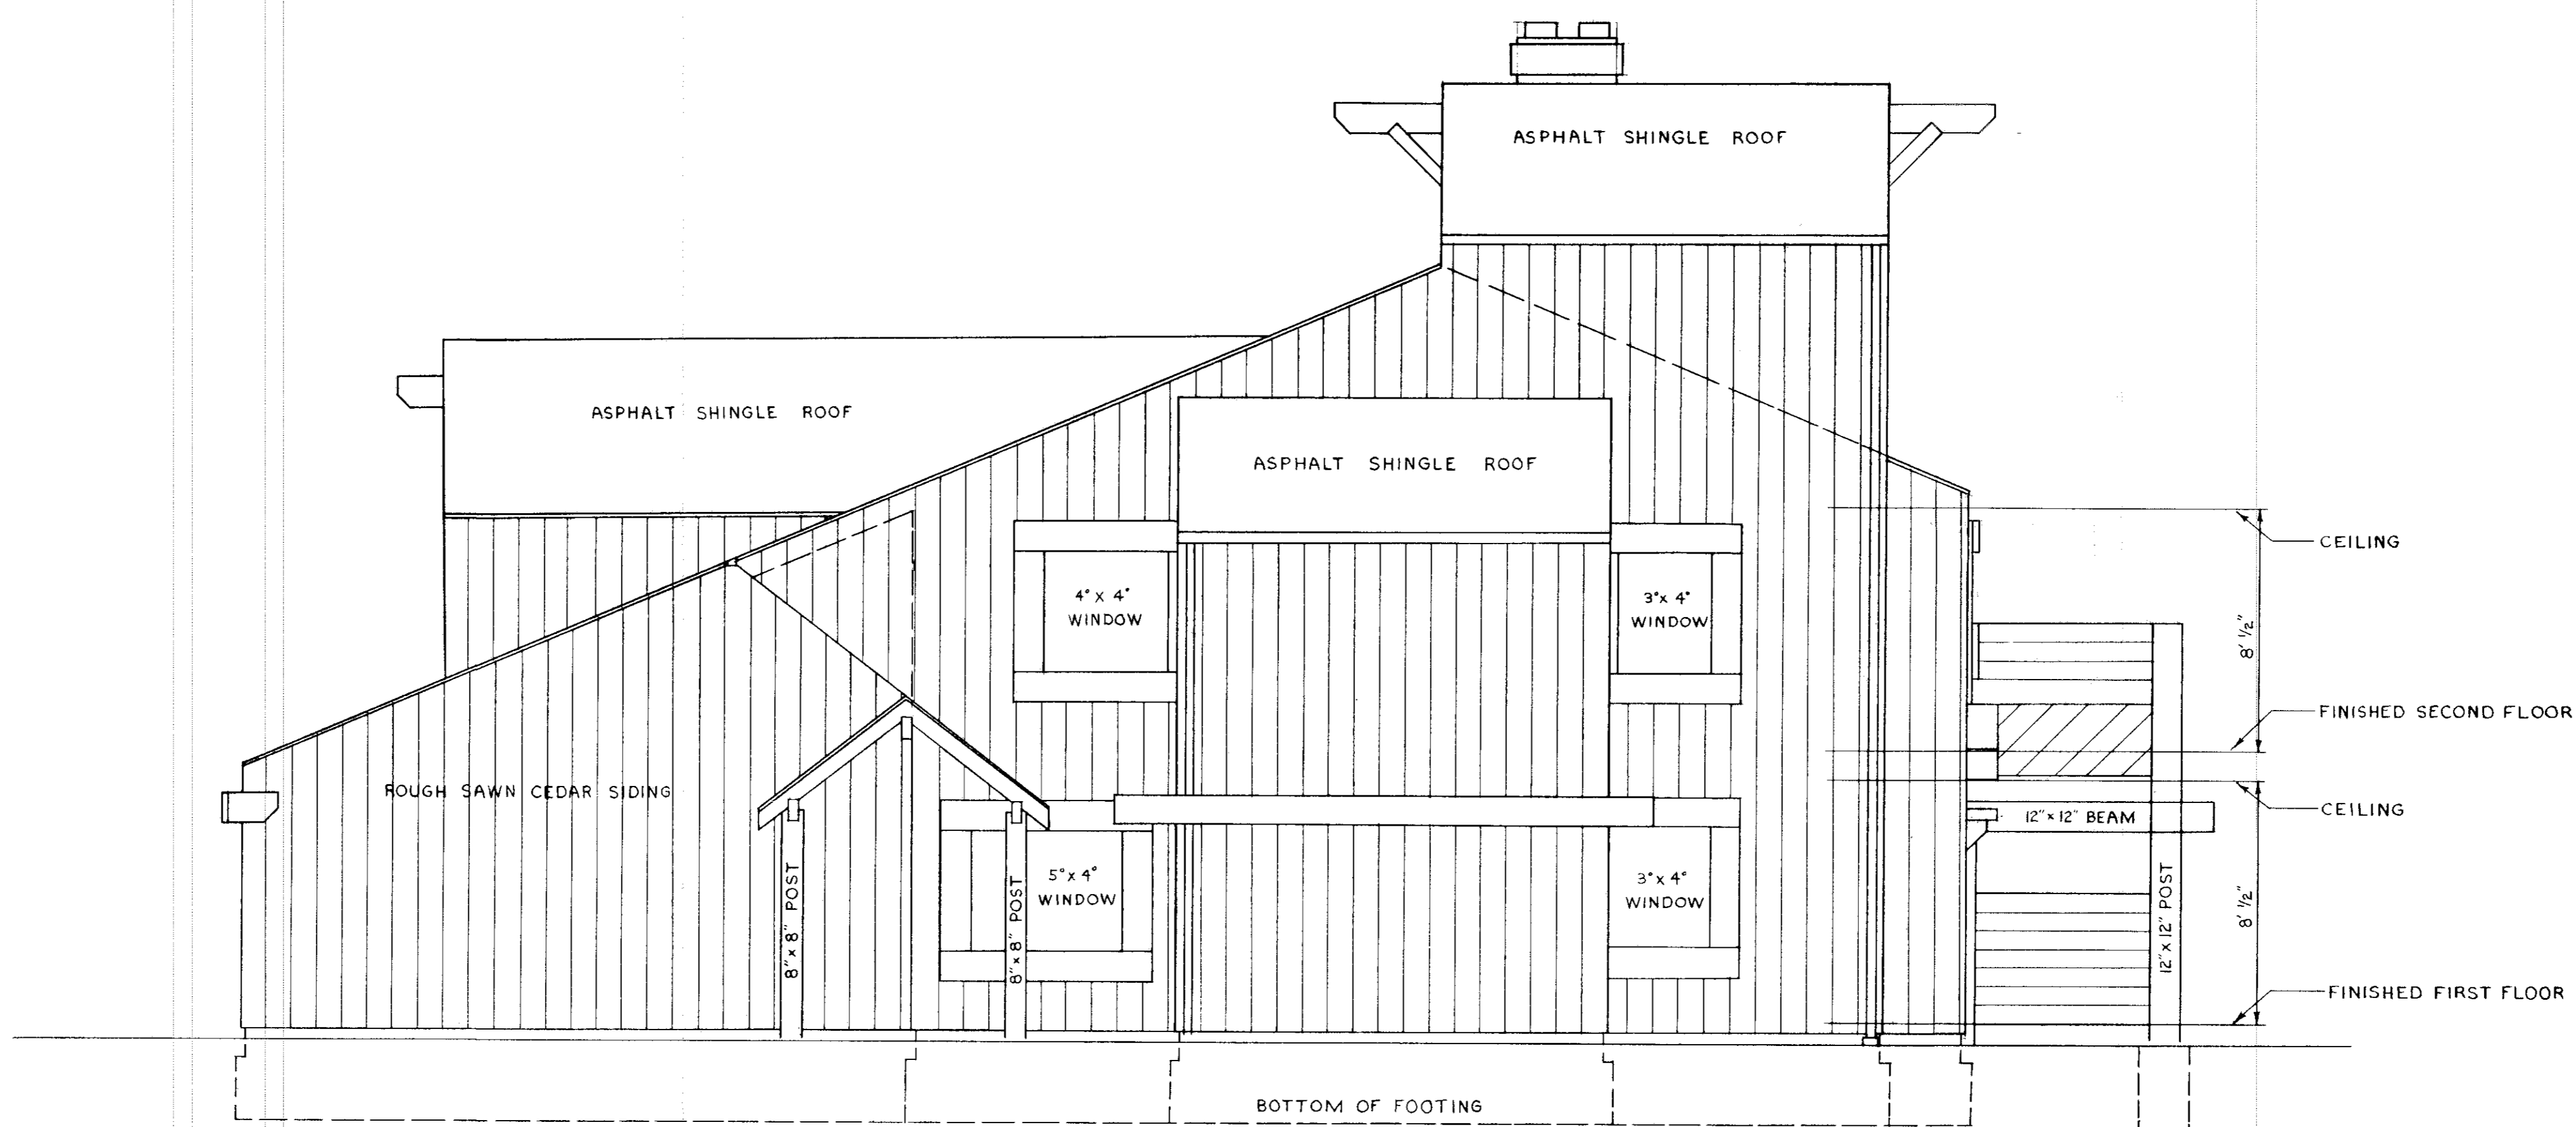 ASPHALT SHINGLE ROOF
ASPHALT SHINGLE ROOF
ASPHALT SHINGLE ROOF
CEILING
4° X 4°
WINDOW
3° X 4°
WINDOW
8' 1/2"
FINISHED SECOND FLOOR
ROUGH SAWN CEDAR SIDING
CEILING
12" x 12" BEAM
8" x 8" POST
8" x 8" POST
5° X 4°
WINDOW
3° X 4°
WINDOW
12" x 12" POST
8' 1/2"
FINISHED FIRST FLOOR
BOTTOM OF FOOTING